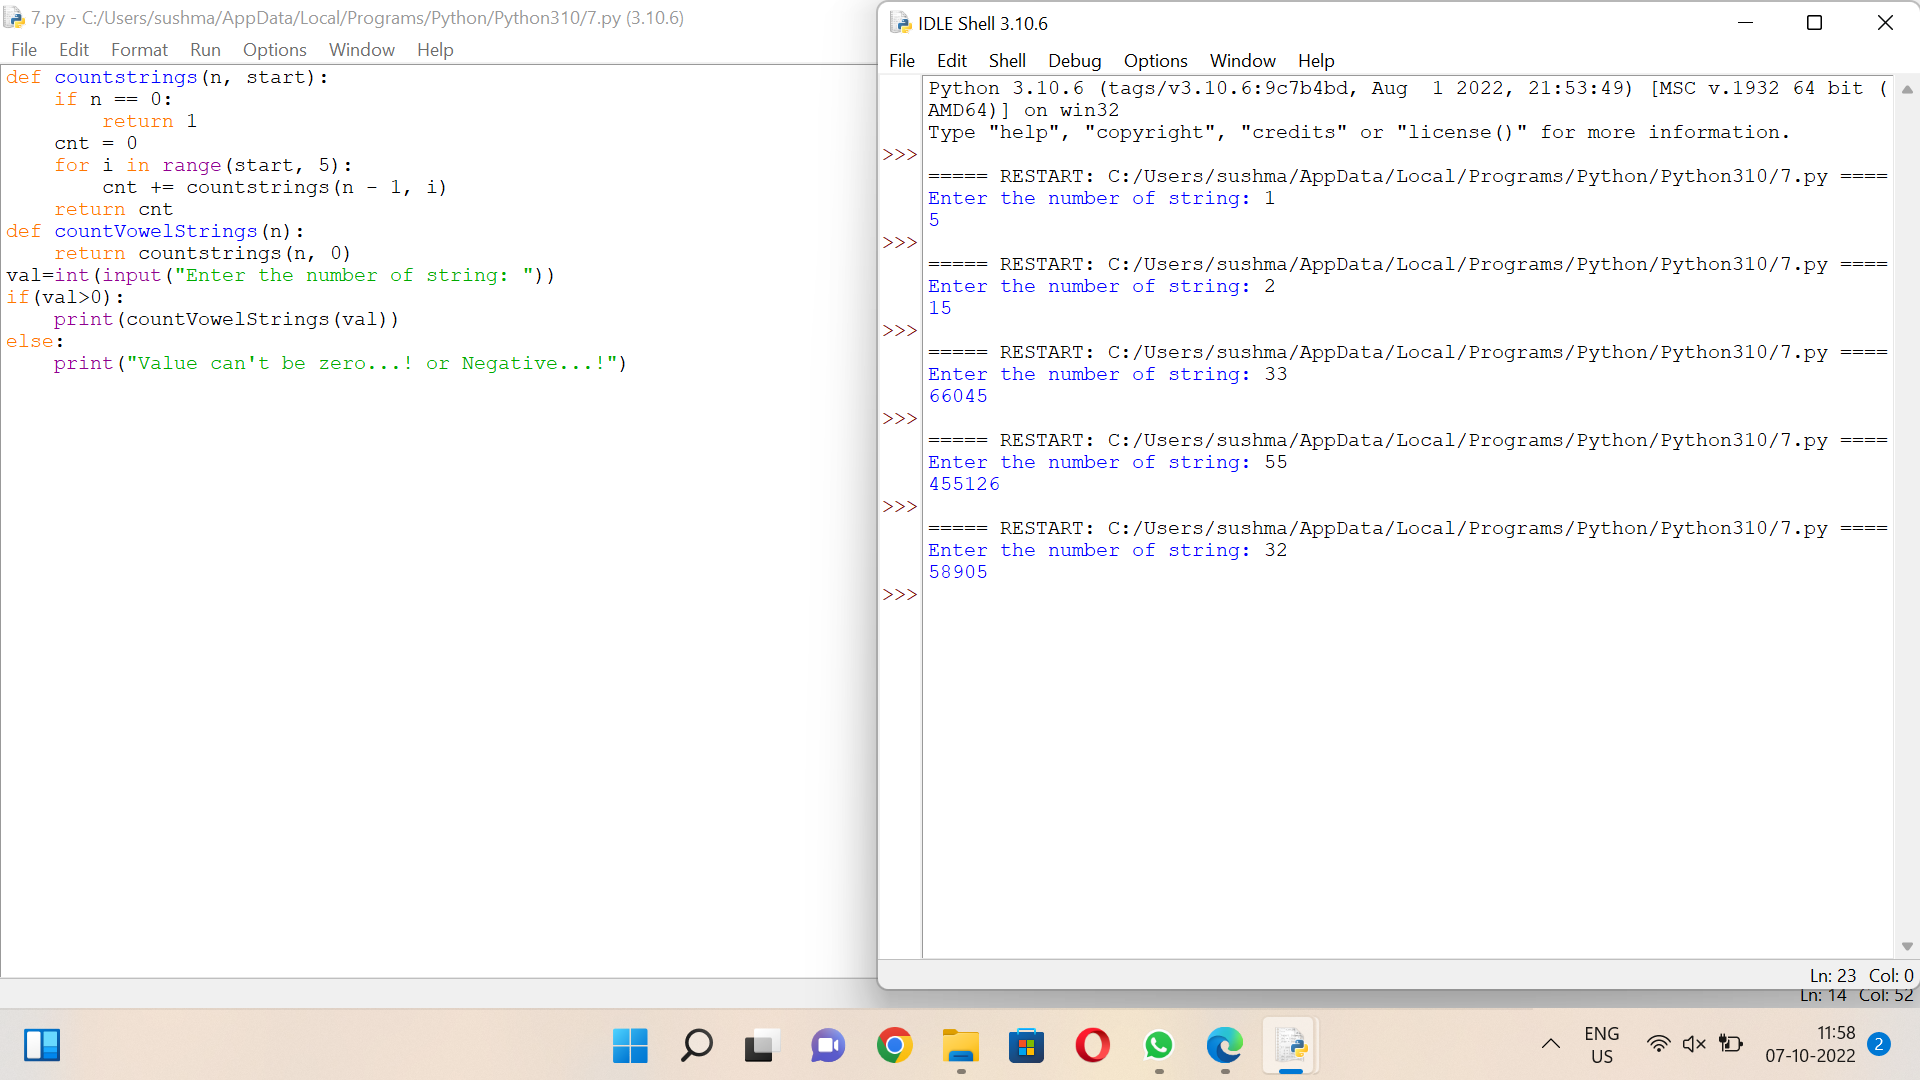 7.py - C:/Users/sushma/AppData/Local/Programs/Python/Python310/7.py (3.10.6)
File Edit Format Run Options Window Help
def countstrings(n, start):
    if n == 0:
        return 1
    cnt = 0
    for i in range(start, 5):
        cnt += countstrings(n - 1, i)
    return cnt
def countVowelStrings(n):
    return countstrings(n, 0)
val=int(input("Enter the number of string: "))
if(val>0):
    print(countVowelStrings(val))
else:
    print("Value can't be zero...! or Negative...!")
IDLE Shell 3.10.6
File Edit Shell Debug Options Window Help
Python 3.10.6 (tags/v3.10.6:9c7b4bd, Aug  1 2022, 21:53:49) [MSC v.1932 64 bit (
AMD64)] on win32
Type "help", "copyright", "credits" or "license()" for more information.
>>>
===== RESTART: C:/Users/sushma/AppData/Local/Programs/Python/Python310/7.py ====
Enter the number of string: 1
5
>>>
===== RESTART: C:/Users/sushma/AppData/Local/Programs/Python/Python310/7.py ====
Enter the number of string: 2
15
>>>
===== RESTART: C:/Users/sushma/AppData/Local/Programs/Python/Python310/7.py ====
Enter the number of string: 33
66045
>>>
===== RESTART: C:/Users/sushma/AppData/Local/Programs/Python/Python310/7.py ====
Enter the number of string: 55
455126
>>>
===== RESTART: C:/Users/sushma/AppData/Local/Programs/Python/Python310/7.py ====
Enter the number of string: 32
58905
>>>
Ln: 23 Col: 0
Ln: 14 Col: 52
ENG
US
11:58
07-10-2022
2